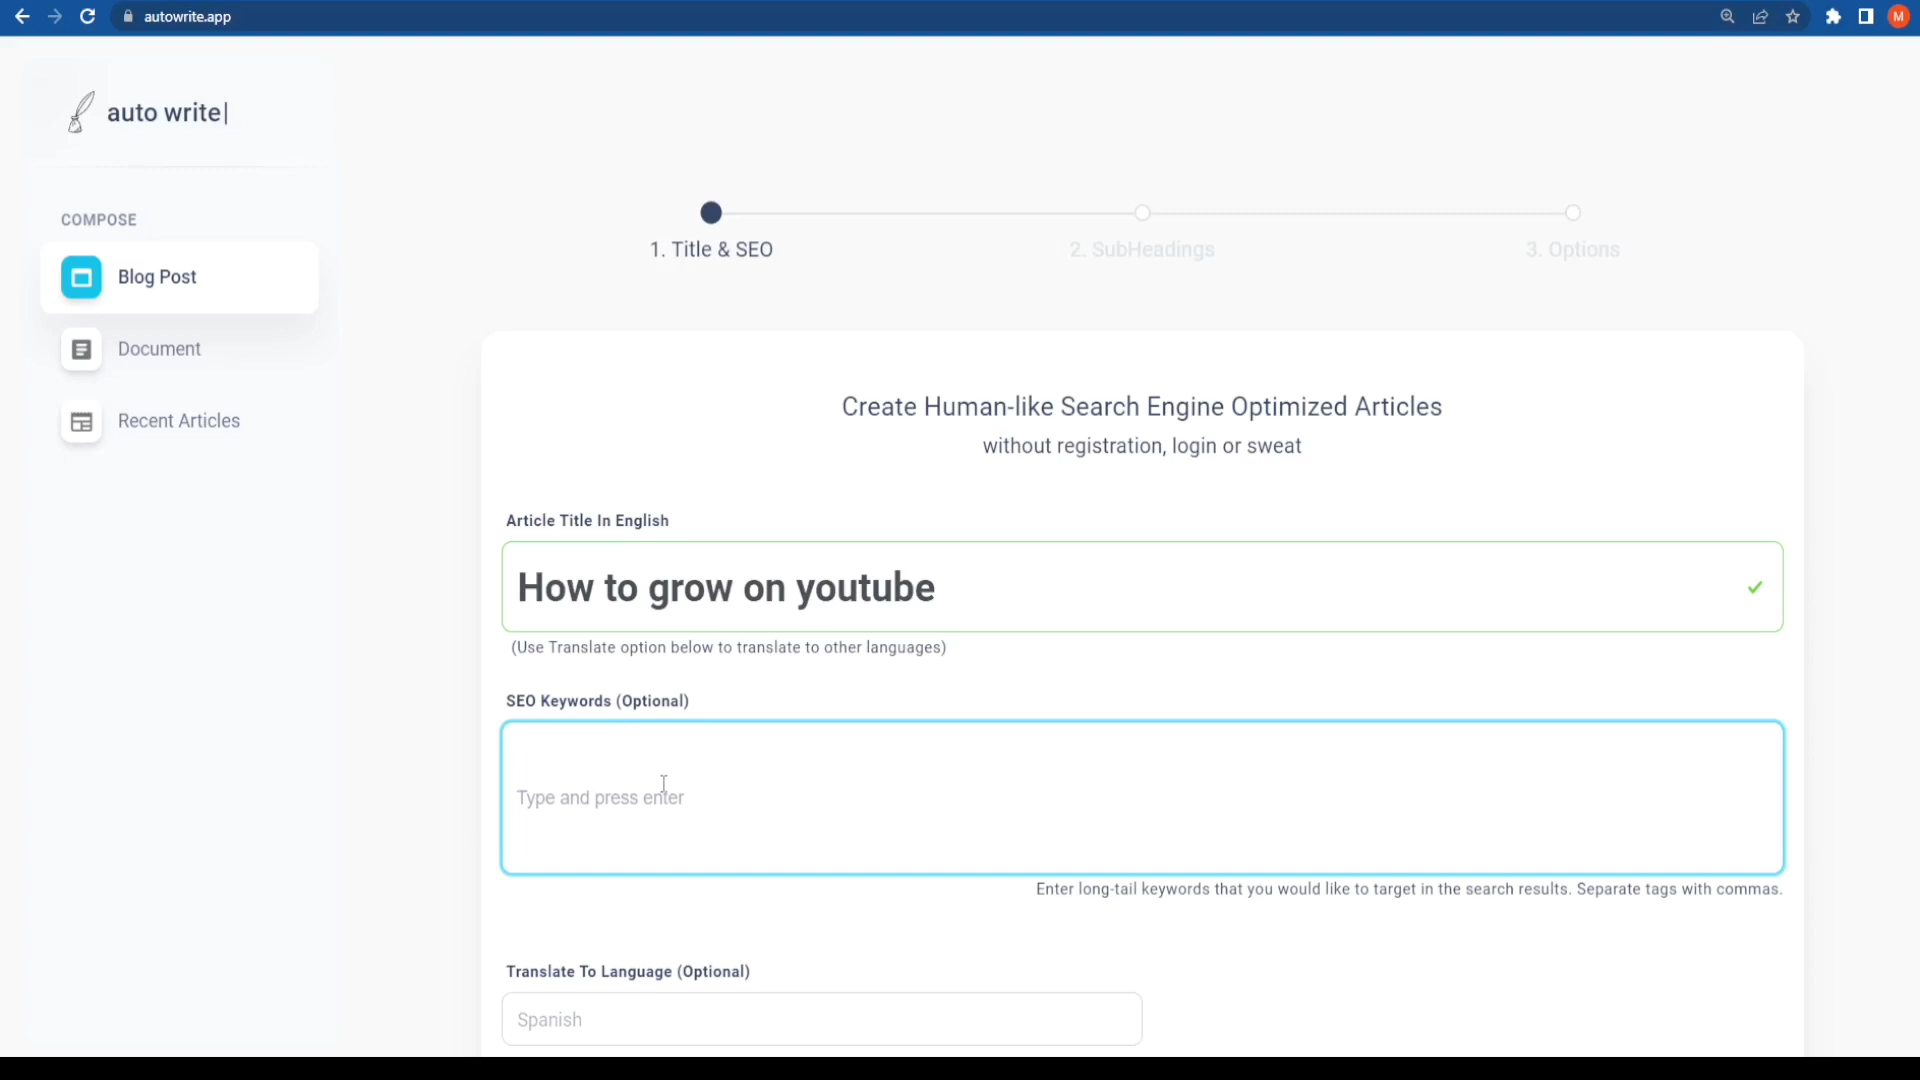 autowrite.app
M
auto write|
COMPOSE
Blog Post
Document
Recent Articles
1. Title & SEO
2. SubHeadings
3. Options
Create Human-like Search Engine Optimized Articles
without registration, login or sweat
Article Title In English
How to grow on youtube
(Use Translate option below to translate to other languages)
SEO Keywords (Optional)
Type and press enter
Enter long-tail keywords that you would like to target in the search results. Separate tags with commas.
Translate To Language (Optional)
Spanish